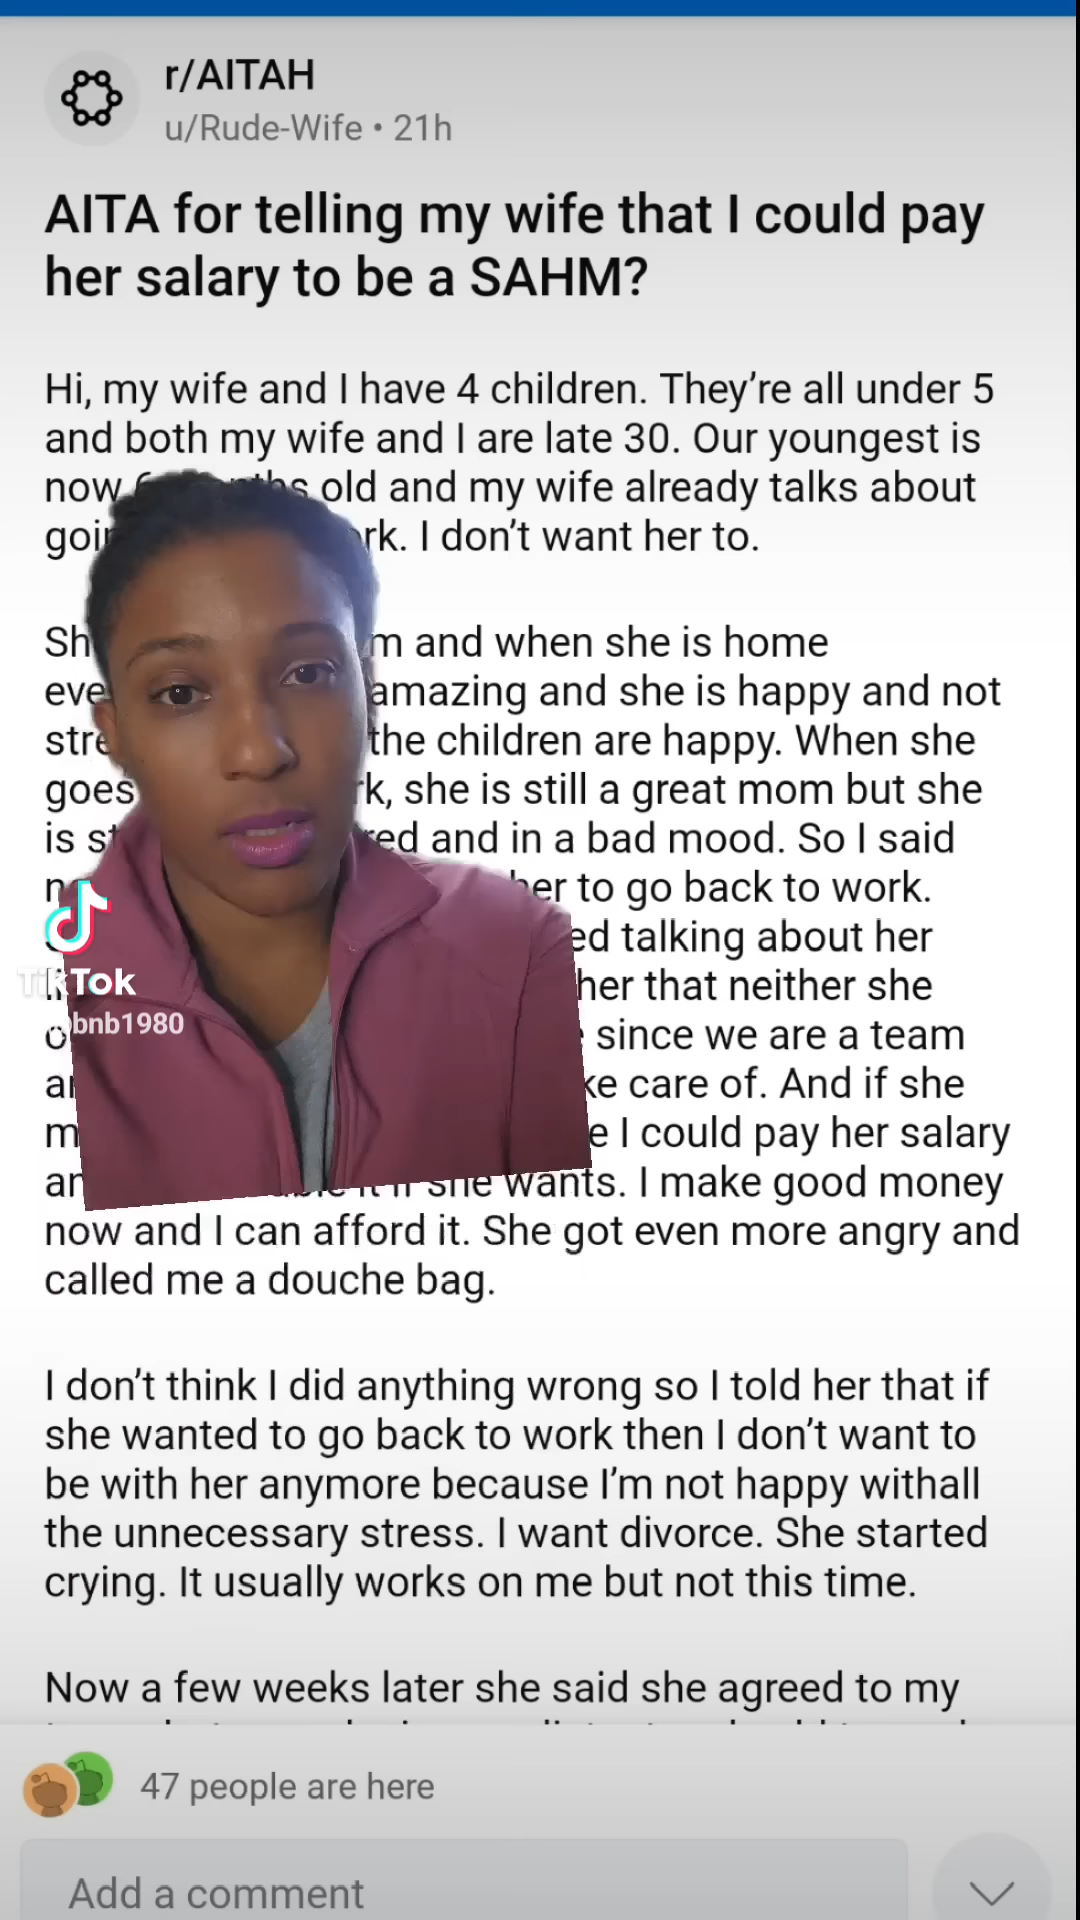 r/AITAH
u/Rude-Wife • 21h
AITA for telling my wife that I could pay
her salary to be a SAHM?
Hi, my wife and I have 4 children. They’re all under 5
and both my wife and I are late 30. Our youngest is
now old and my wife already talks about
I don’t want her to.
and when she is home
amazing and she is happy and not
the children are happy. When she
goes she is still a great mom but she
is and in a bad mood. So I said
her to go back to work.
talking about her
her that neither she
since we are a team
care of. And if she
I could pay her salary
she wants. I make good money
now and I can afford it. She got even more angry and
called me a douche bag.
I don’t think I did anything wrong so I told her that if
she wanted to go back to work then I don’t want to
be with her anymore because I’m not happy withall
the unnecessary stress. I want divorce. She started
crying. It usually works on me but not this time.
Now a few weeks later she said she agreed to my
TikTok
47 people are here
Add a comment